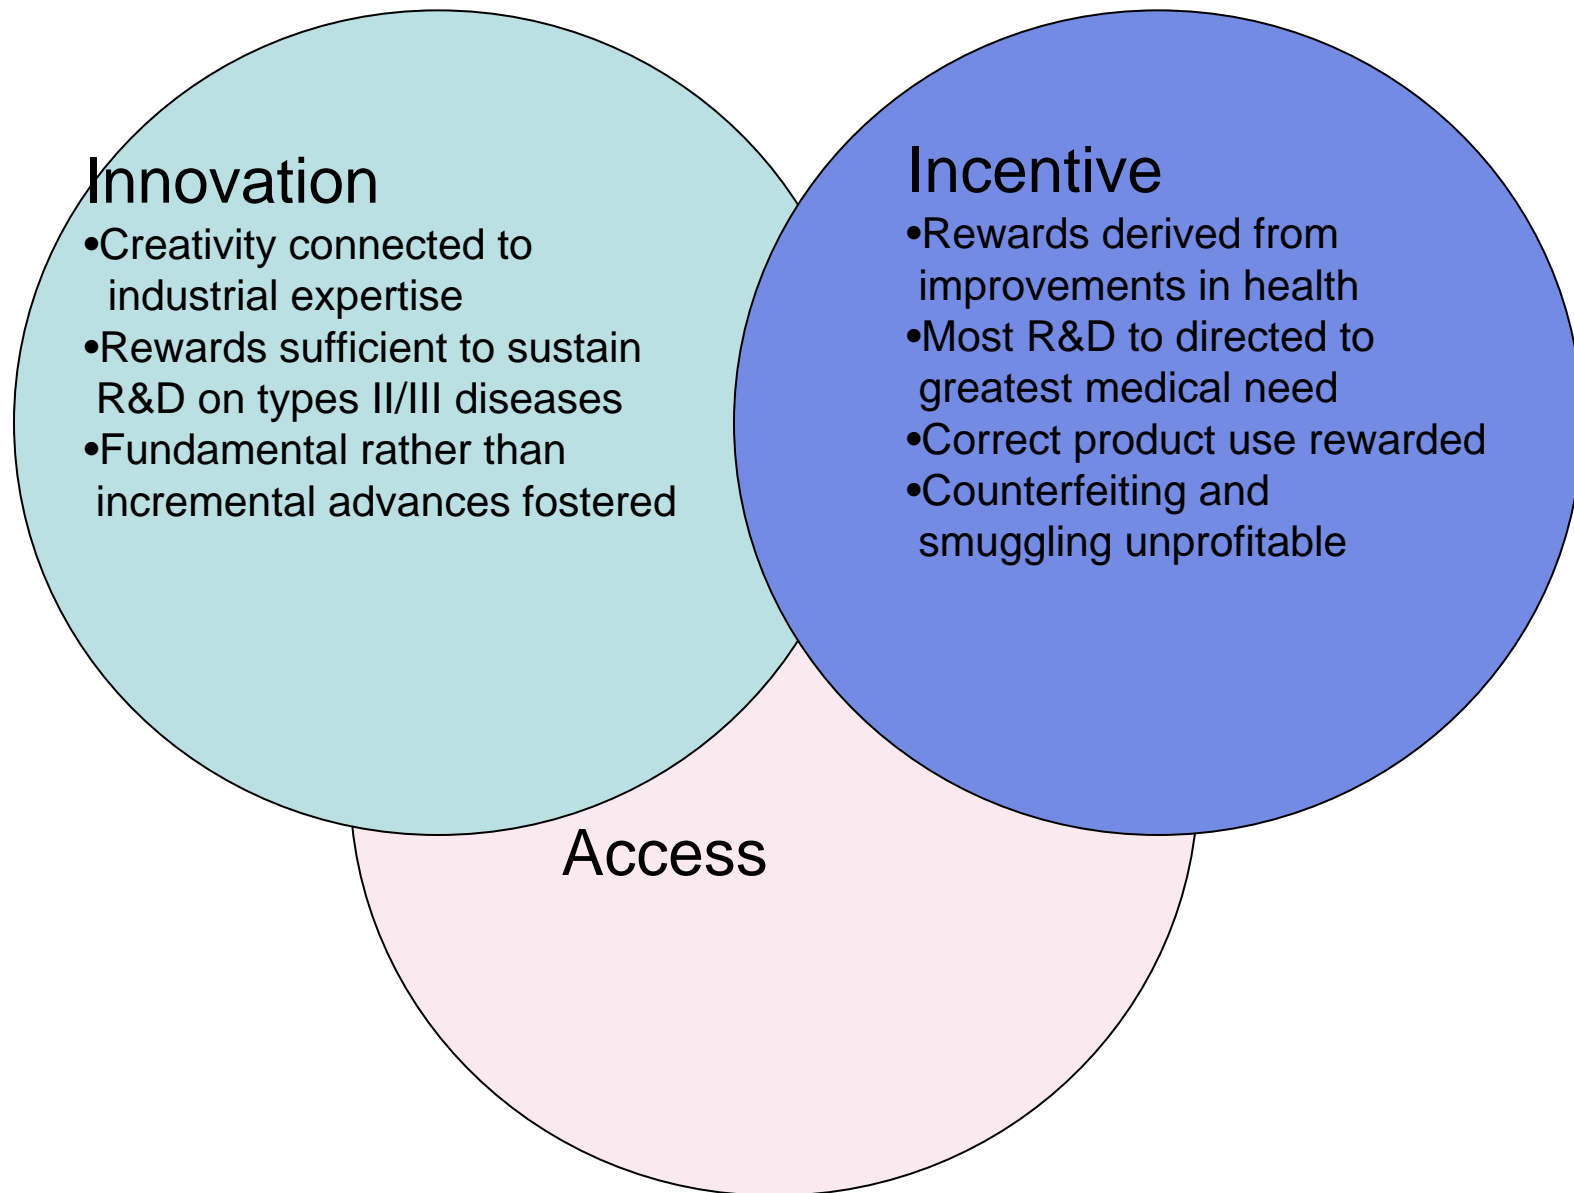 Innovation
•Creativity connected to
industrial expertise
•Rewards sufficient to sustain
R&D on types II/III diseases
•Fundamental rather than
incremental advances fostered
Incentive
•Rewards derived from
improvements in health
•Most R&D to directed to
greatest medical need
•Correct product use rewarded
•Counterfeiting and
smuggling unprofitable
Access